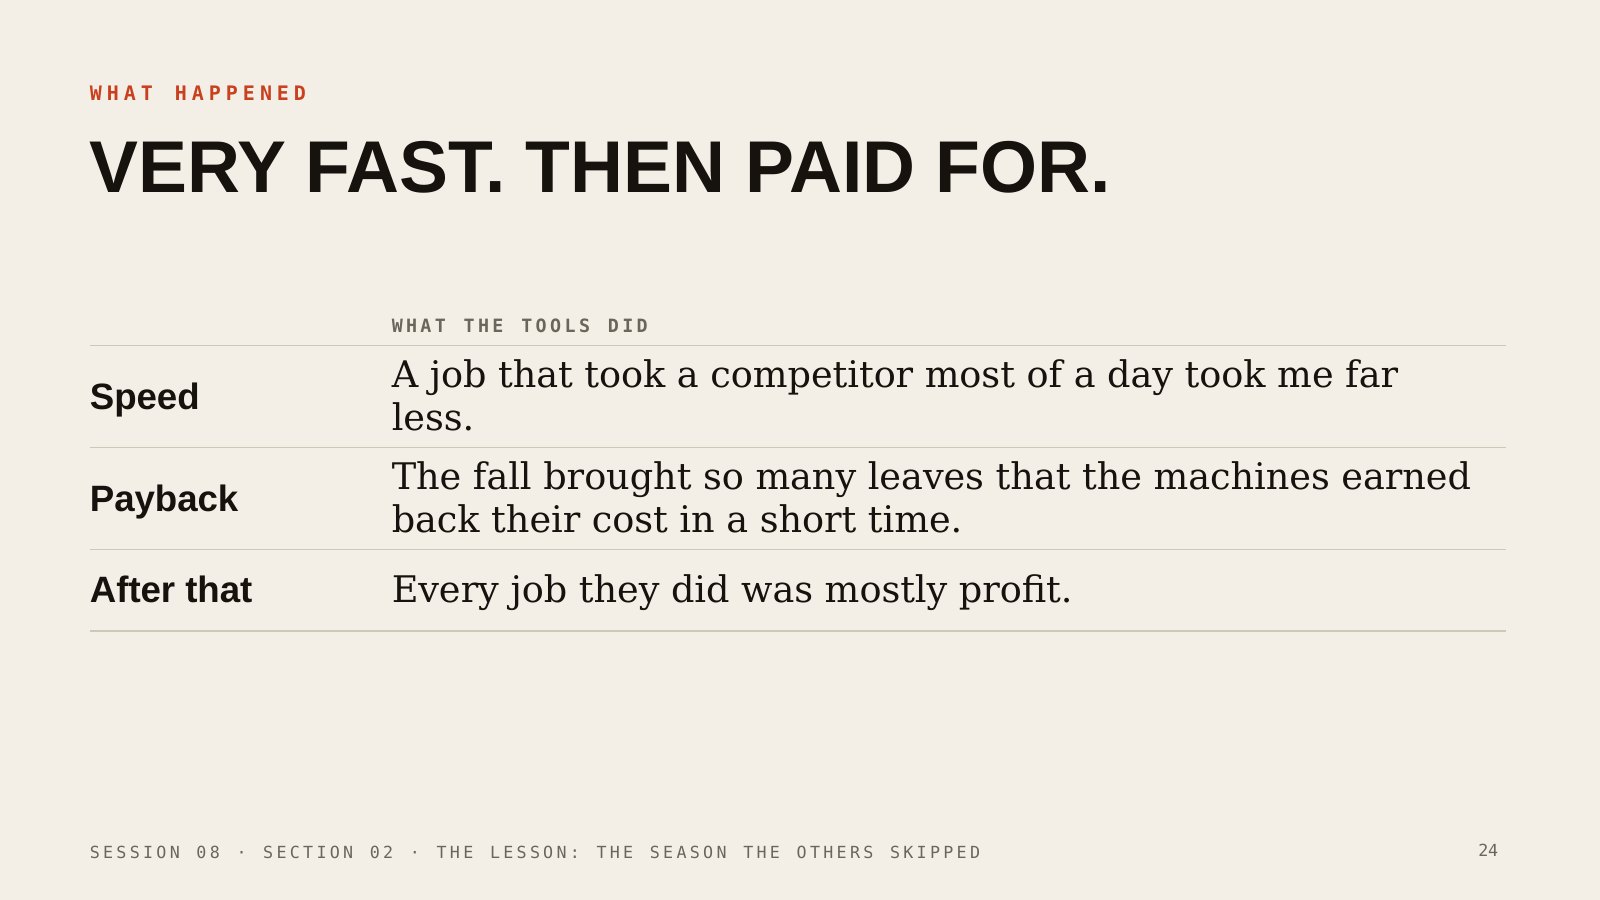 WHAT HAPPENED
VERY FAST. THEN PAID FOR.
WHAT THE TOOLS DID
Speed
A job that took a competitor most of a day took me far
less.
Payback
The fall brought so many leaves that the machines earned
back their cost in a short time.
After that
Every job they did was mostly profit.
SESSION 08 · SECTION 02 · THE LESSON: THE SEASON THE OTHERS SKIPPED
24